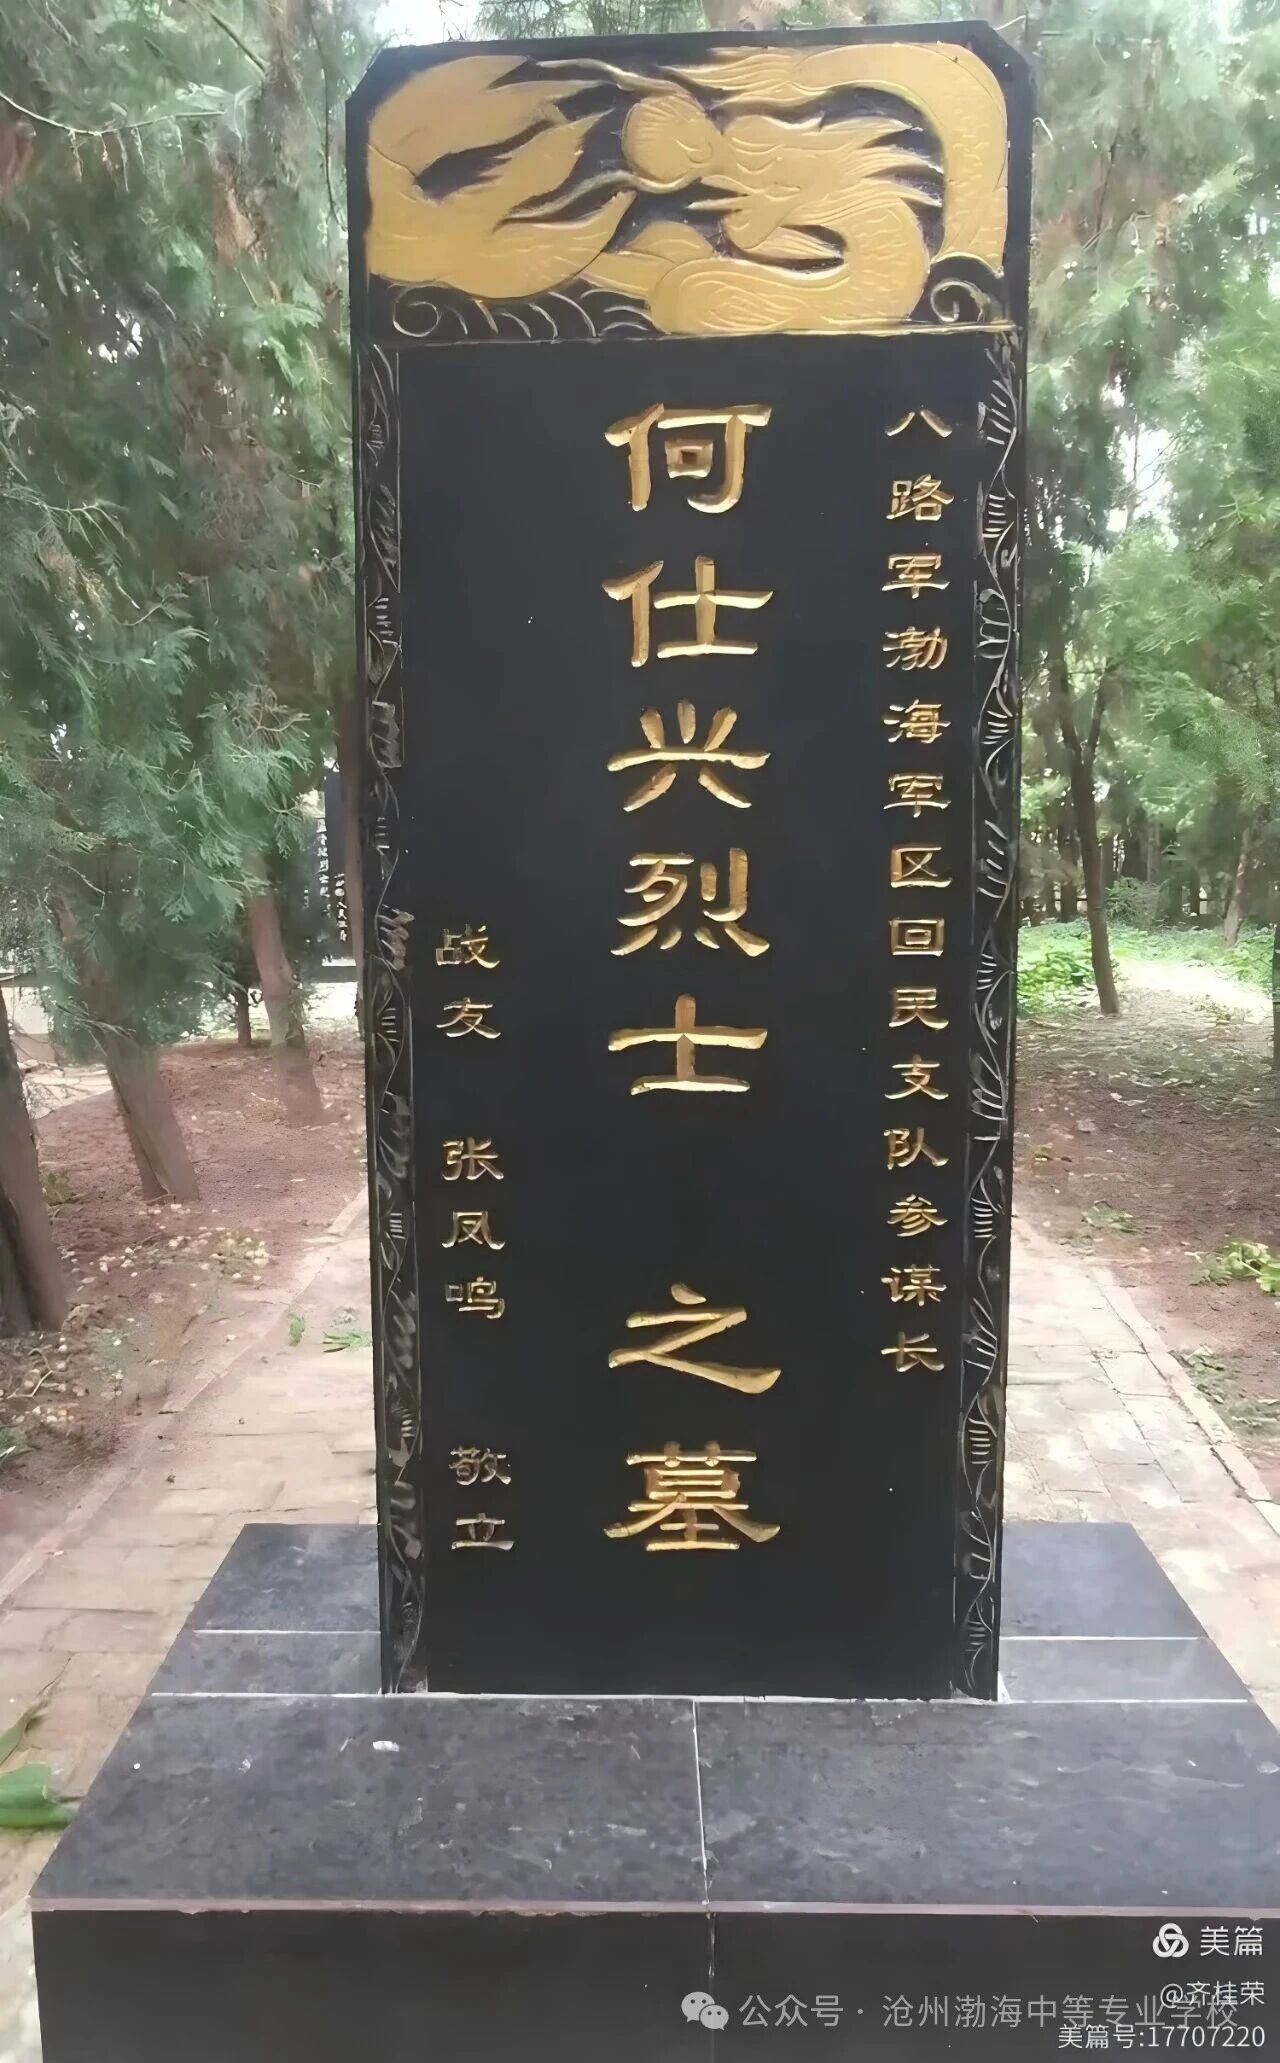 八路军渤海军区回民支队参谋长
何仕兴烈士之墓
战友 张凤鸣 敬立
美篇
@齐桂荣
公众号·沧州渤海中等专业学校
美篇号:17707220